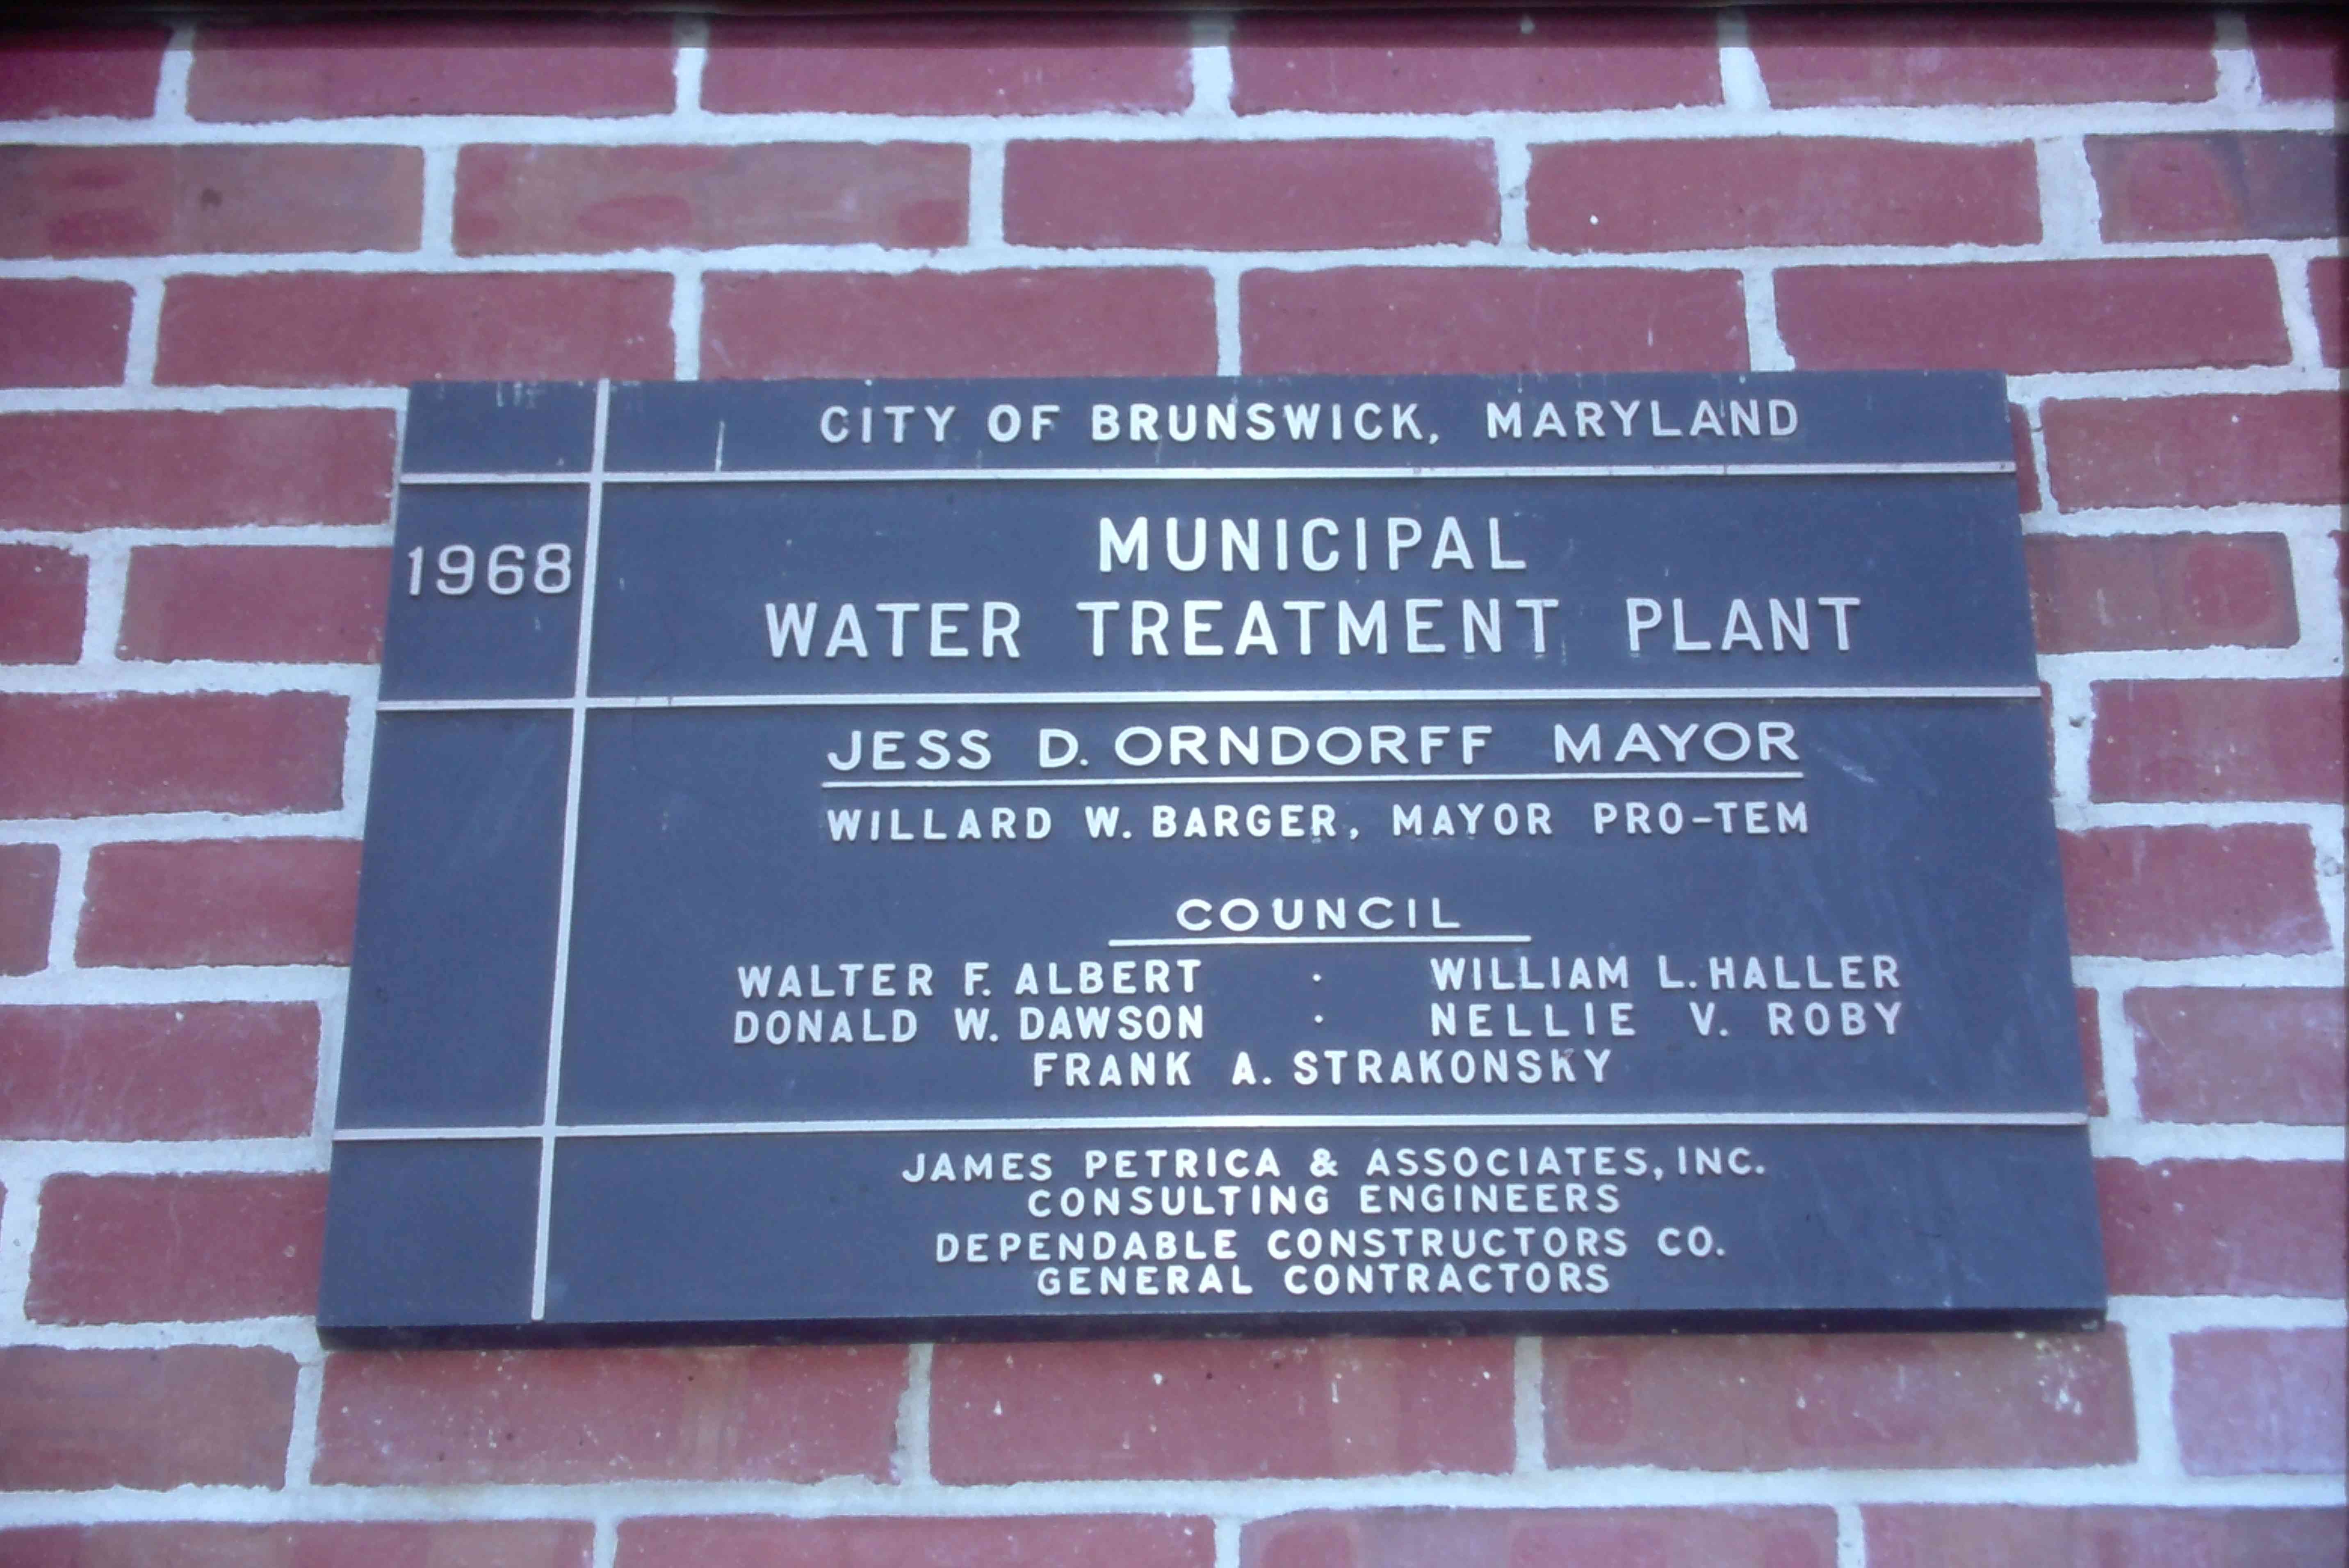 CITY OF BRUNSWICK, MARYLAND
1968
MUNICIPAL
WATER TREATMENT PLANT
JESS D. ORNDORFF MAYOR
WILLARD W. BARGER, MAYOR PRO-TEM
COUNCIL
WALTER F. ALBERT · WILLIAM L. HALLER
DONALD W. DAWSON · NELLIE V. ROBY
FRANK A. STRAKONSKY
JAMES PETRICA & ASSOCIATES, INC.
CONSULTING ENGINEERS
DEPENDABLE CONSTRUCTORS CO.
GENERAL CONTRACTORS